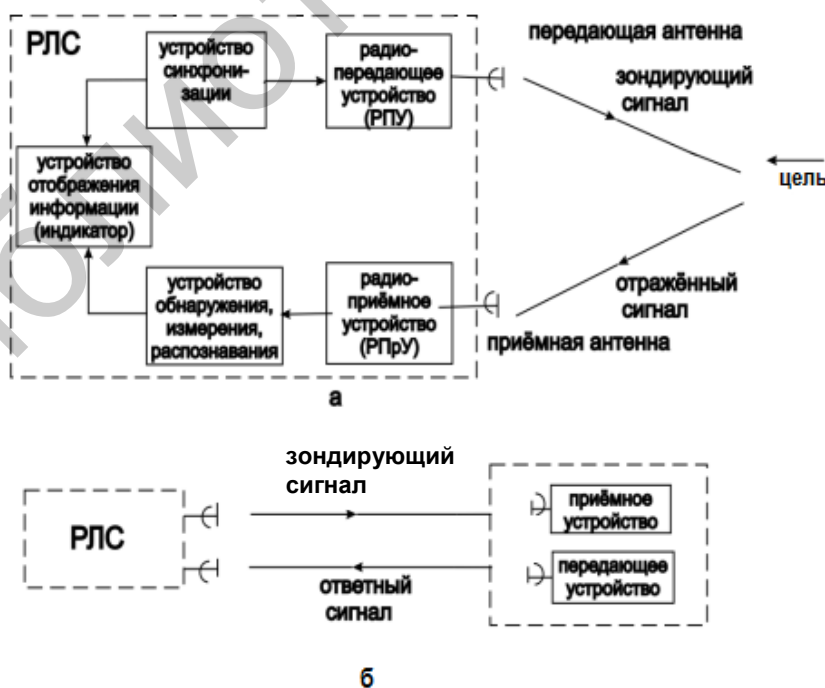 РЛС
устройство
синхрони-
зации
радио-
передающее
устройство
(РПУ)
передающая антенна
зондирующий
сигнал
устройство
отображения
информации
(индикатор)
цель
устройство
обнаружения,
измерения,
распознавания
радио-
приёмное
устройство
(РПрУ)
отражённый
сигнал
приёмная антенна
а
зондирующий
сигнал
РЛС
приёмное
устройство
передающее
устройство
ответный
сигнал
б